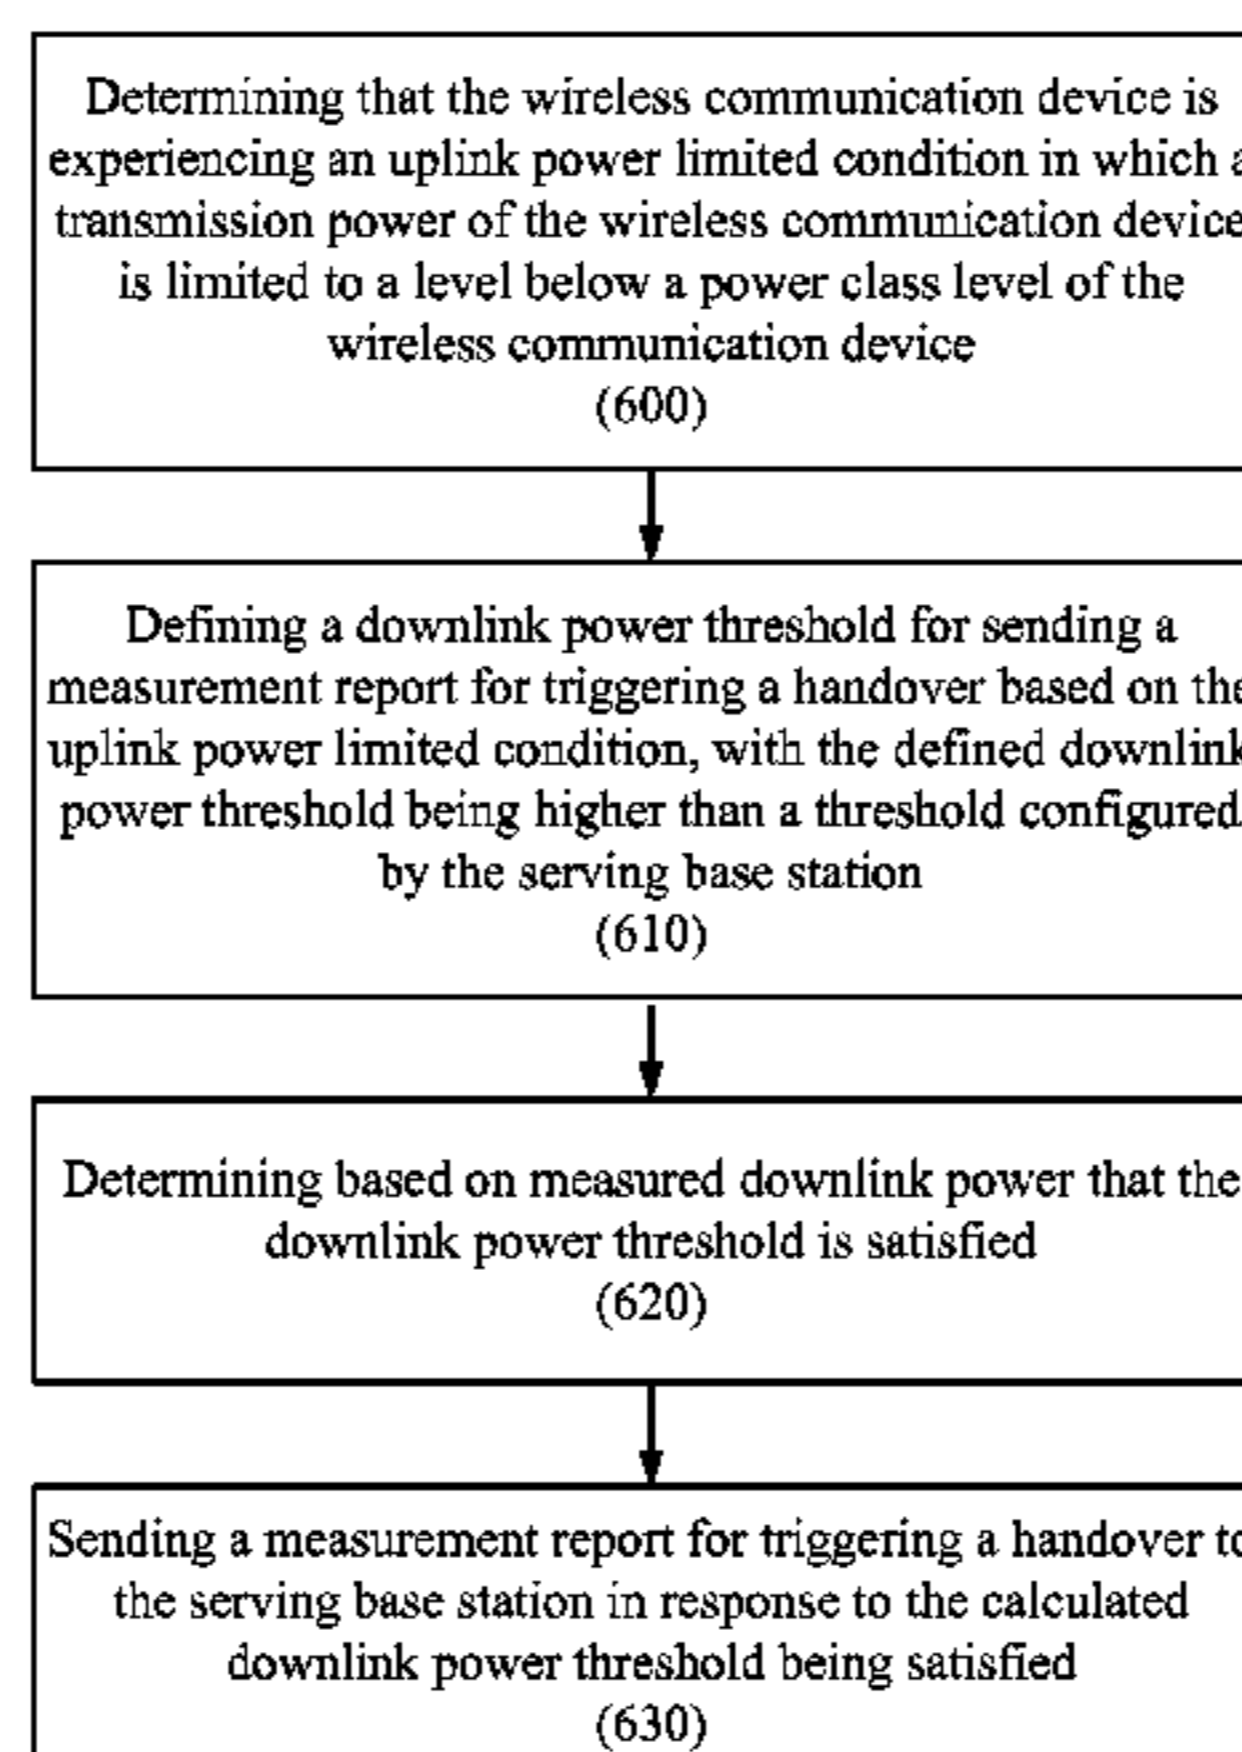 Determining that the wireless communication device is
experiencing an uplink power limited condition in which a
transmission power of the wireless communication device
is limited to a level below a power class level of the
wireless communication device
(600)
Defining a downlink power threshold for sending a
measurement report for triggering a handover based on the
uplink power limited condition, with the defined downlink
power threshold being higher than a threshold configured
by the serving base station
(610)
Determining based on measured downlink power that the
downlink power threshold is satisfied
(620)
Sending a measurement report for triggering a handover to
the serving base station in response to the calculated
downlink power threshold being satisfied
(630)